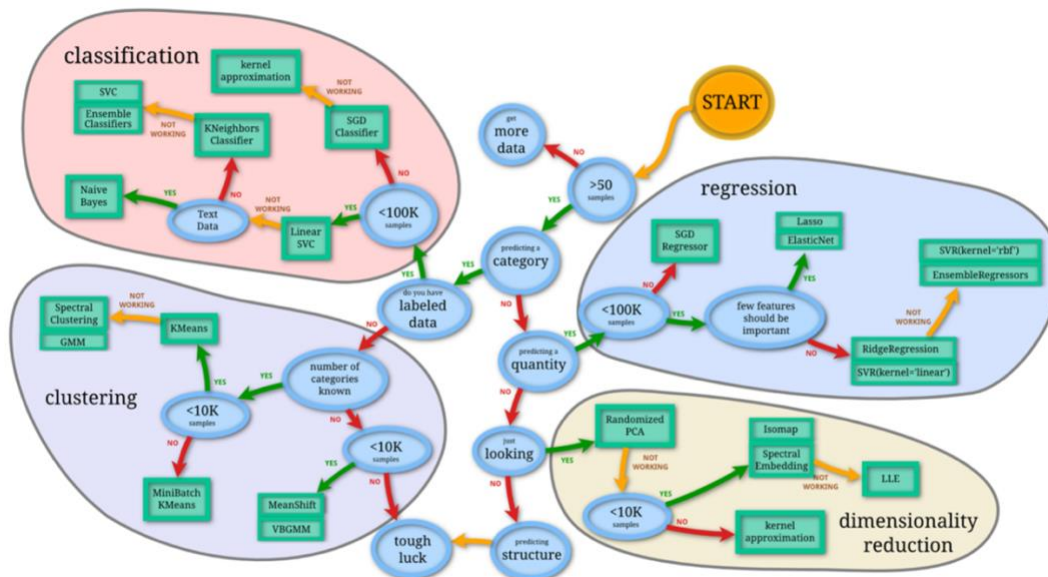 classification
kernel
approximation
NOT
WORKING
SVC
Ensemble
Classifiers
NOT
WORKING
KNeighbors
Classifier
SGD
Classifier
NO
NO
Naive
Bayes
YES
Text
Data
NOT
WORKING
Linear
SVC
YES
<100K
samples
YES
START
get
more
data
NO
>50
samples
YES
predicting a
category
YES
do you have
labeled
data
NO
NO
predicting a
quantity
YES
NO
just
looking
YES
NO
predicting
structure
tough
luck
regression
SGD
Regressor
NO
<100K
samples
YES
Lasso
ElasticNet
YES
few features
should be
important
NO
SVR(kernel='rbf')
EnsembleRegressors
NOT
WORKING
RidgeRegression
SVR(kernel='linear')
clustering
Spectral
Clustering
GMM
NOT
WORKING
KMeans
YES
<10K
samples
YES
number of
categories
known
NO
NO
MiniBatch
KMeans
<10K
samples
YES
NO
MeanShift
VBGMM
Randomized
PCA
NOT
WORKING
<10K
samples
YES
Isomap
Spectral
Embedding
NOT
WORKING
LLE
NO
kernel
approximation
dimensionality
reduction